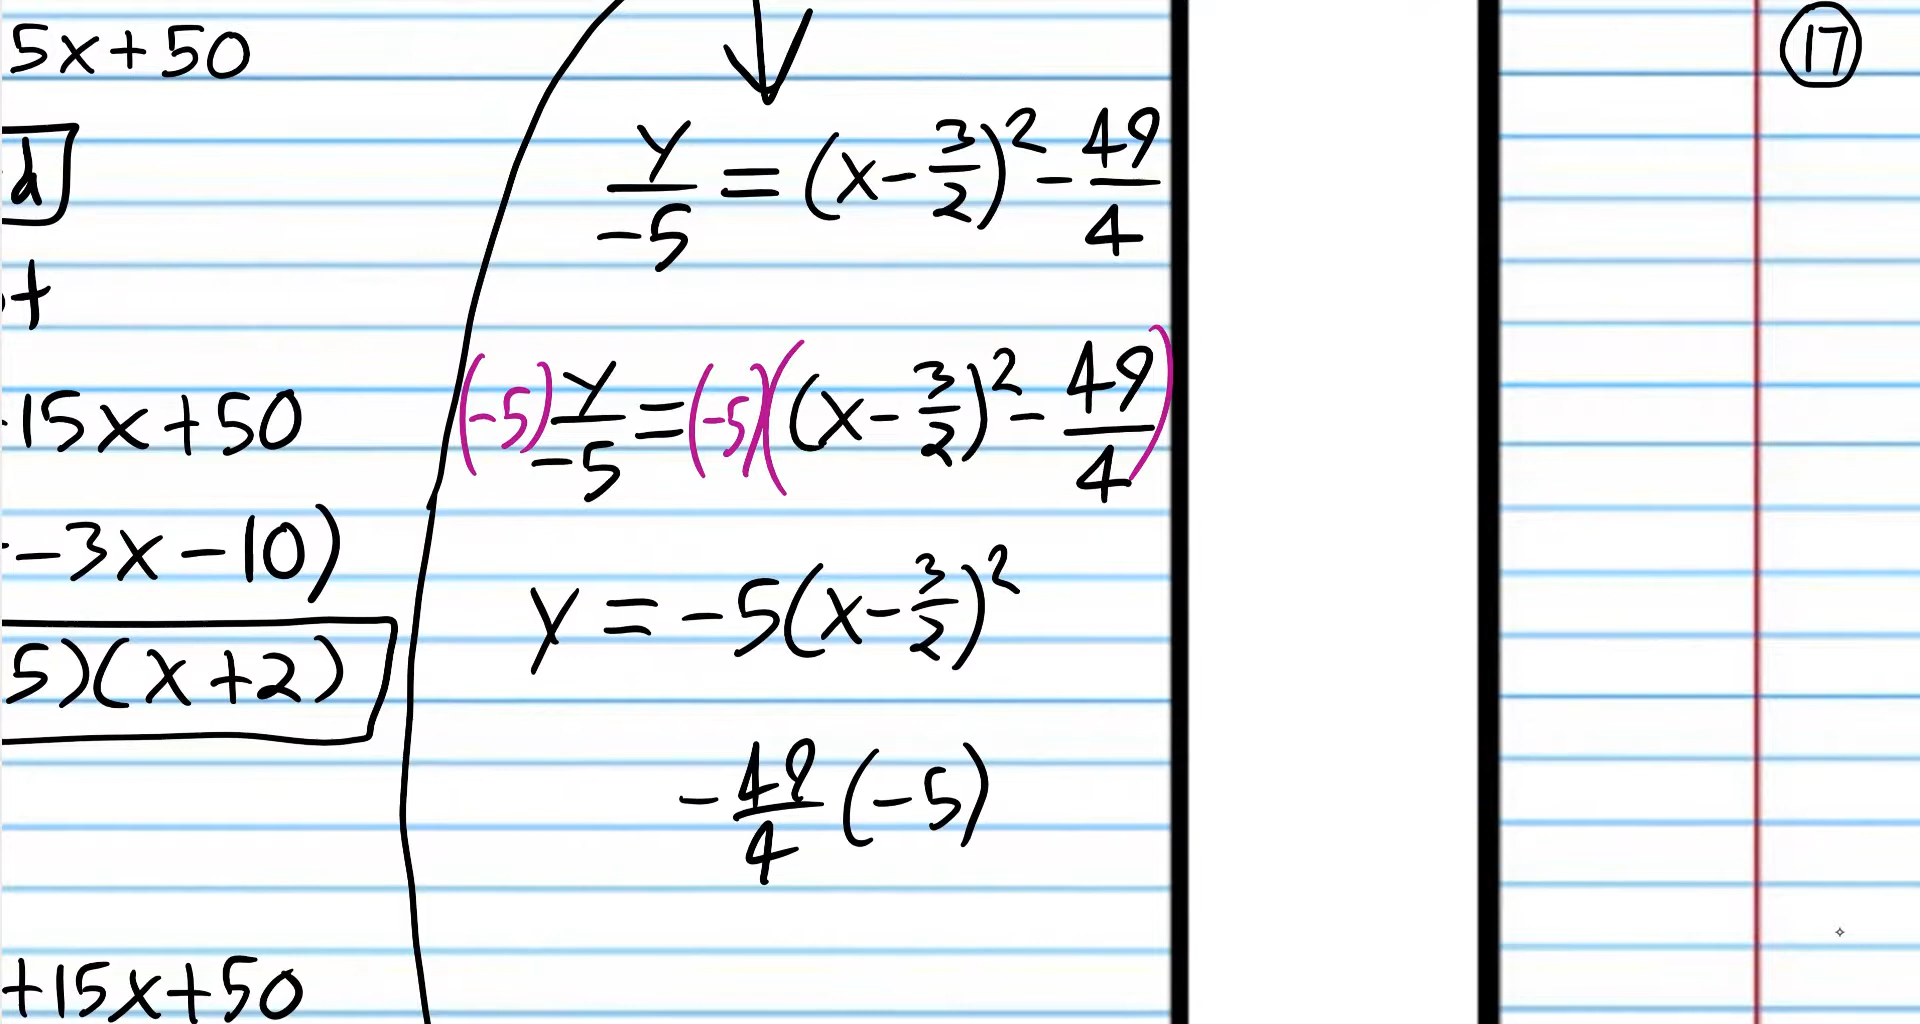 5x+50
d
t
15x+50
-3x-10)
5)(x+2)
+15x+50
y/-5 = (x-3/2)² - 49/4
(-5) y/-5 = (-5)((x-3/2)² - 49/4)
y = -5(x-3/2)²
-49/4 (-5)
17